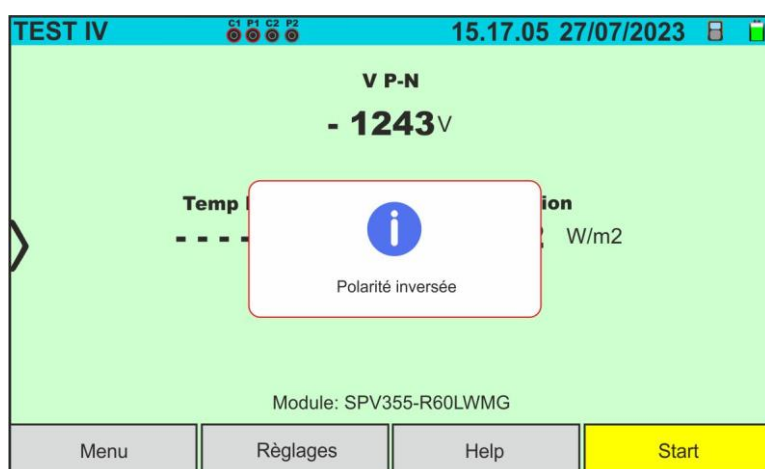 TEST IV C1 P1 C2 P2 15.17.05 27/07/2023
V P-N
- 1243V
Temp ion
- - - - W/m2
Polarité inversée
Module: SPV355-R60LWMG
Menu Règlages Help Start